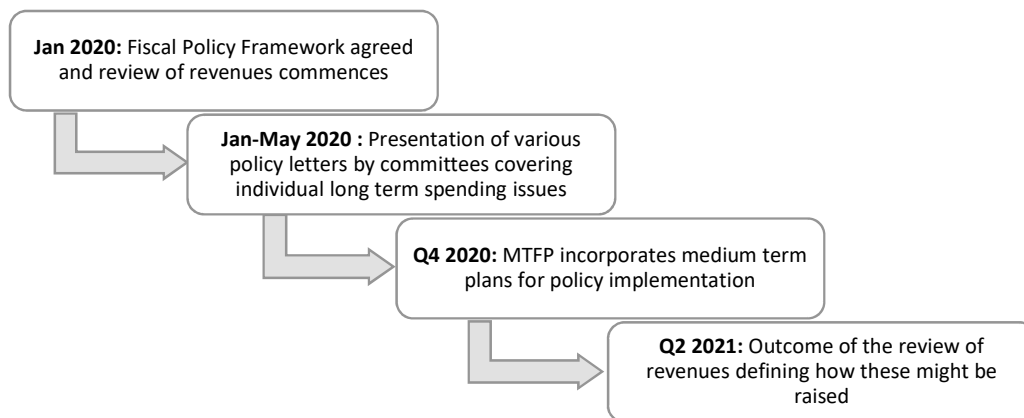 Jan 2020: Fiscal Policy Framework agreed
and review of revenues commences
Jan-May 2020 : Presentation of various
policy letters by committees covering
individual long term spending issues
Q4 2020: MTFP incorporates medium term
plans for policy implementation
Q2 2021: Outcome of the review of
revenues defining how these might be
raised